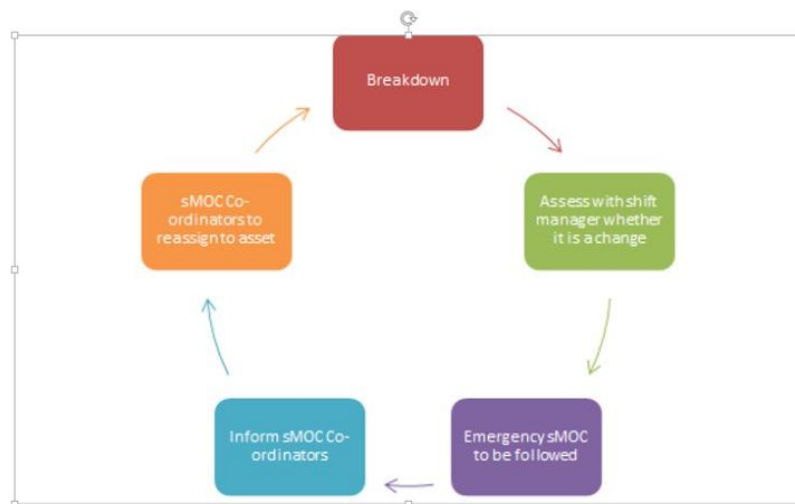 Breakdown
Assess with shift
manager whether
it is a change
Emergency sMOC
to be followed
Inform sMOC Co-
ordinators
sMOC Co-
ordinators to
reassign to asset